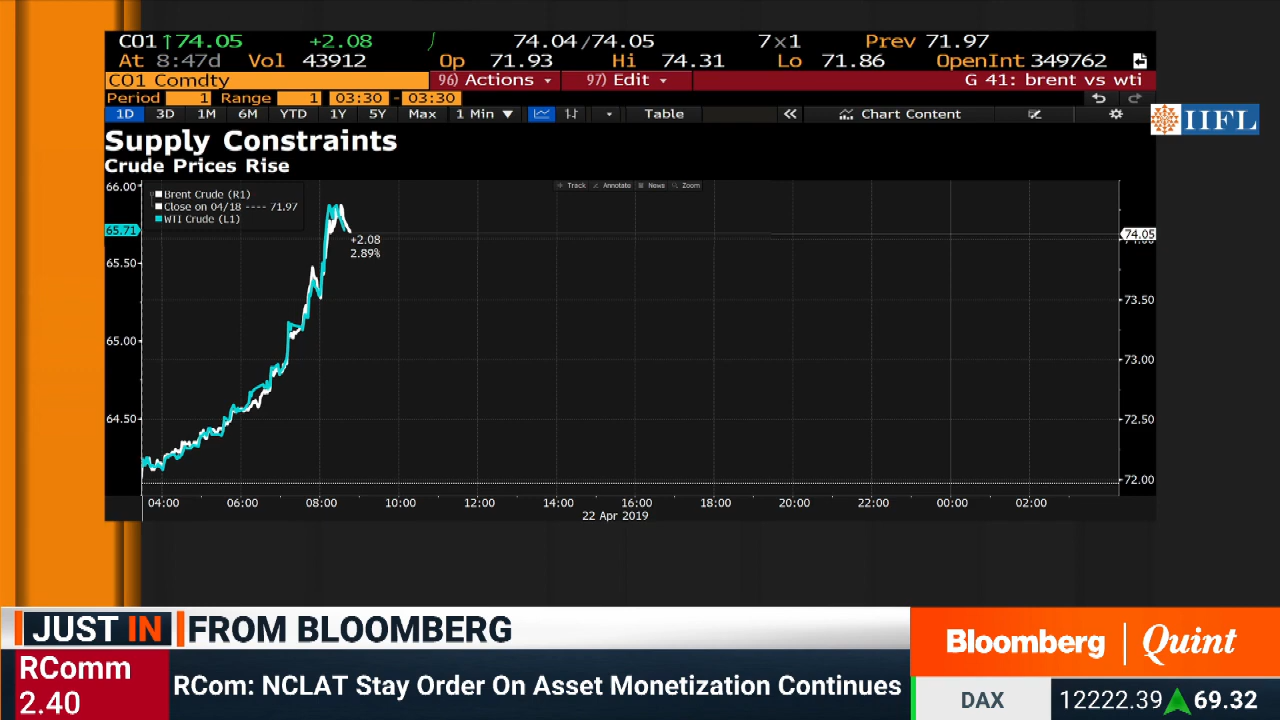 CO1 ↑74.05 +2.08 74.04/74.05 7x1 Prev 71.97
At 8:47d Vol 43912 Op 71.93 Hi 74.31 Lo 71.86 OpenInt 349762
CO1 Comdty 96) Actions 97) Edit G 41: brent vs wti
Period 1 Range 1 03:30 - 03:30
1D 3D 1M 6M YTD 1Y 5Y Max 1 Min ▼ Table « Chart Content
IIFL
Supply Constraints
Crude Prices Rise
Track Annotate News Zoom
66.00
Brent Crude (R1)
Close on 04/18 ---- 71.97
WTI Crude (L1)
65.71
74.05
74.00
+2.08
2.89%
65.50
73.50
65.00
73.00
64.50
72.50
72.00
04:00 06:00 08:00 10:00 12:00 14:00 16:00 18:00 20:00 22:00 00:00 02:00
22 Apr 2019
JUST IN FROM BLOOMBERG
Bloomberg | Quint
RComm
2.40
RCom: NCLAT Stay Order On Asset Monetization Continues
DAX 12222.39 ▲ 69.32